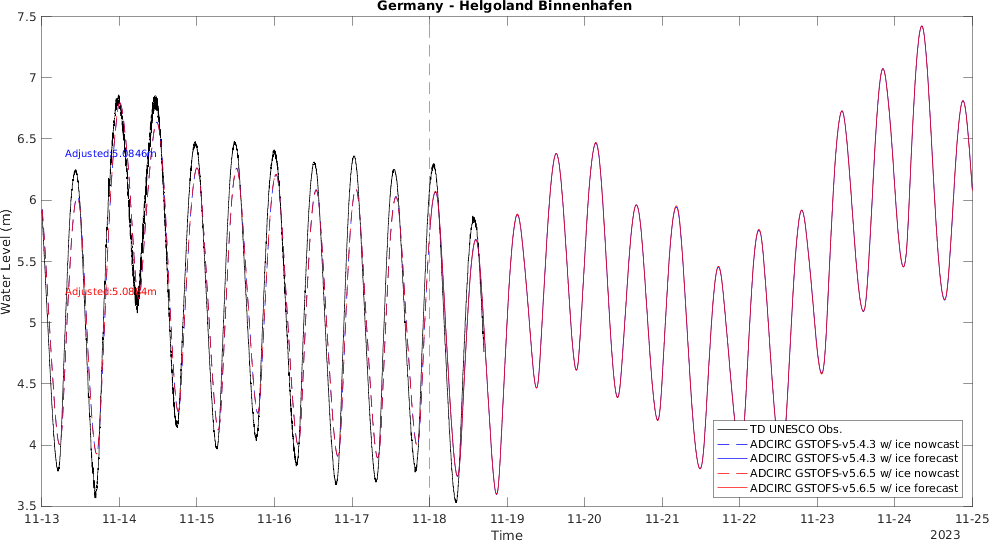 Germany - Helgoland Binnenhafen
7.5
7
6.5
6
5.5
5
4.5
4
3.5
Water Level (m)
Adjusted:5.0846m
TD UNESCO Obs.
ADCIRC GSTOFS-v5.4.3 w/ ice nowcast
ADCIRC GSTOFS-v5.4.3 w/ ice forecast
ADCIRC GSTOFS-v5.6.5 w/ ice nowcast
ADCIRC GSTOFS-v5.6.5 w/ ice forecast
11-13 11-14 11-15 11-16 11-17 11-18 11-19 11-20 11-21 11-22 11-23 11-24 11-25
Time
2023